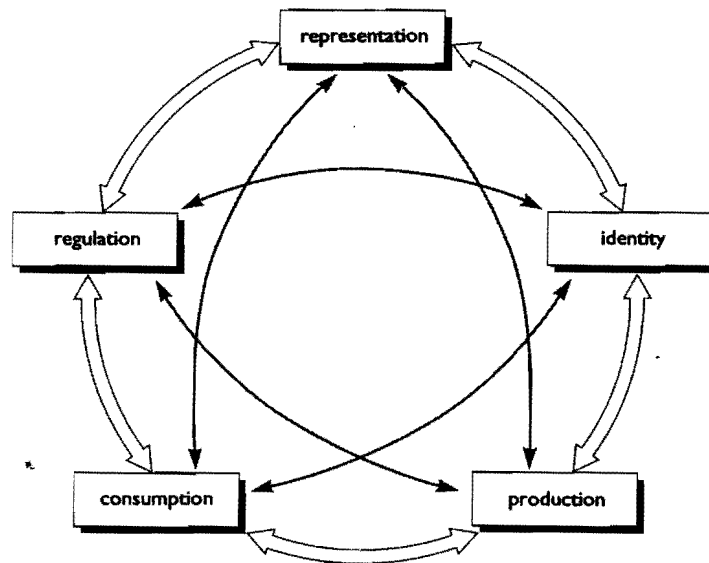 representation
regulation
identity
consumption
production